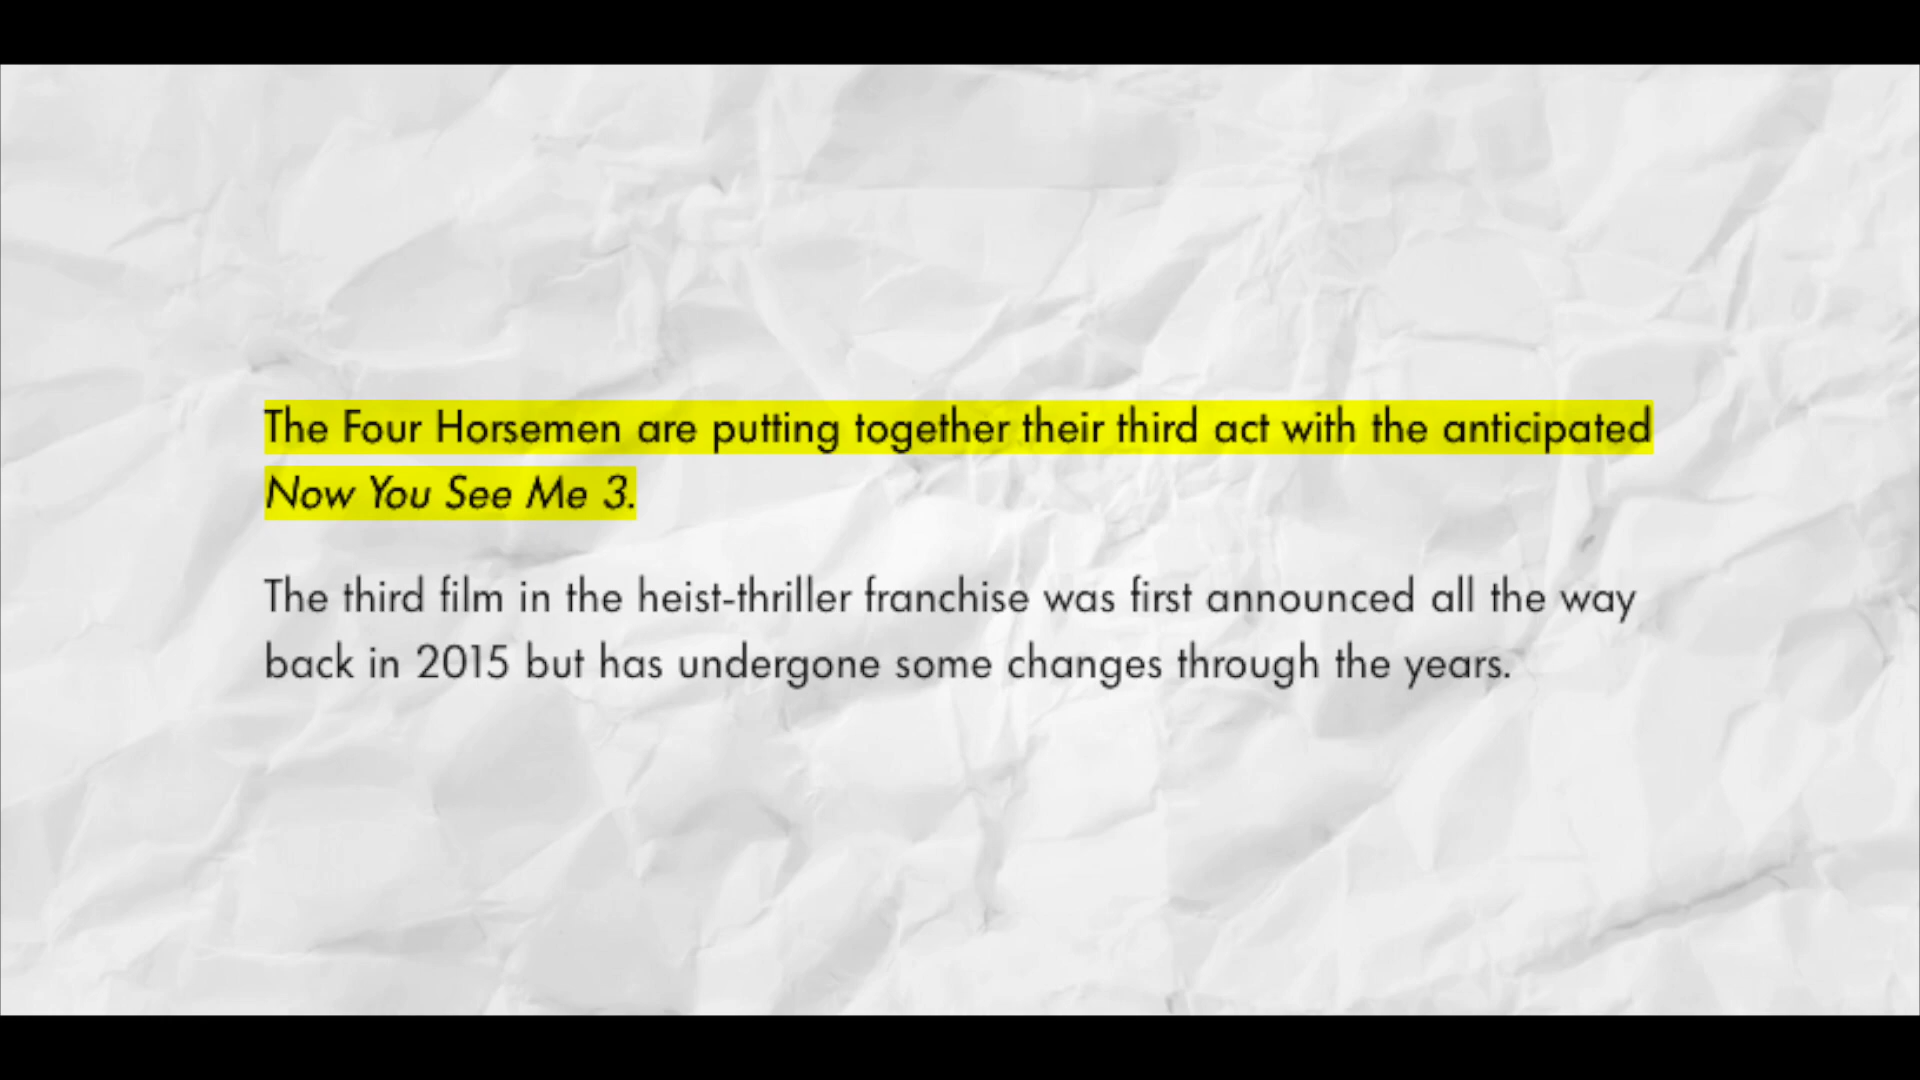 The Four Horsemen are putting together their third act with the anticipated
Now You See Me 3.
The third film in the heist-thriller franchise was first announced all the way
back in 2015 but has undergone some changes through the years.